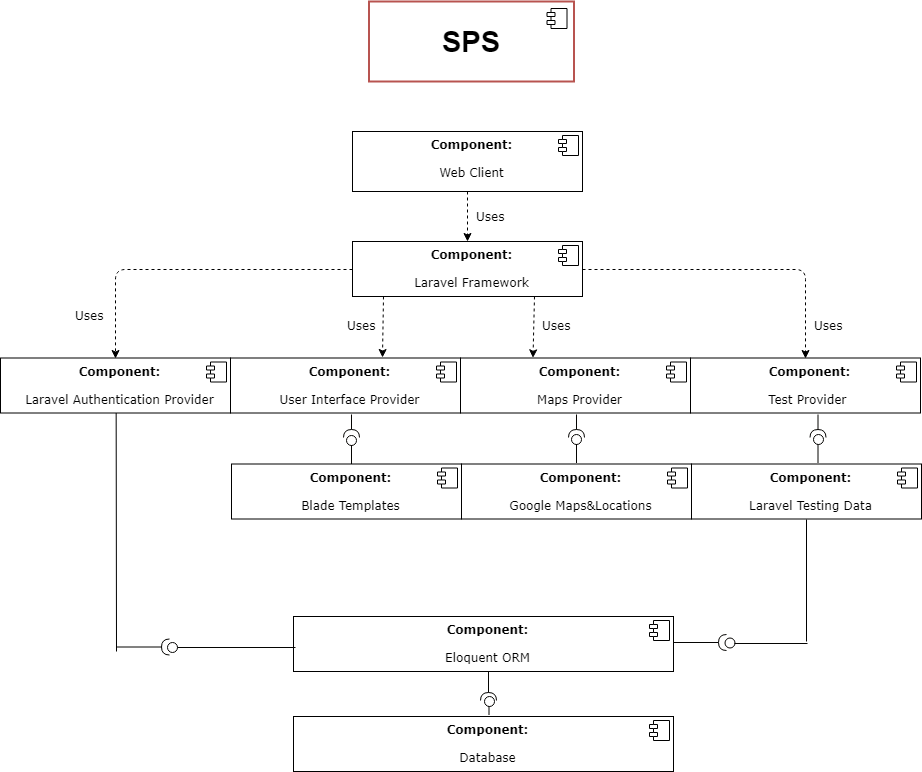 SPS
Component:
Web Client
Uses
Component:
Laravel Framework
Uses
Uses
Uses
Uses
Component:
Laravel Authentication Provider
Component:
User Interface Provider
Component:
Maps Provider
Component:
Test Provider
Component:
Blade Templates
Component:
Google Maps&Locations
Component:
Laravel Testing Data
Component:
Eloquent ORM
Component:
Database